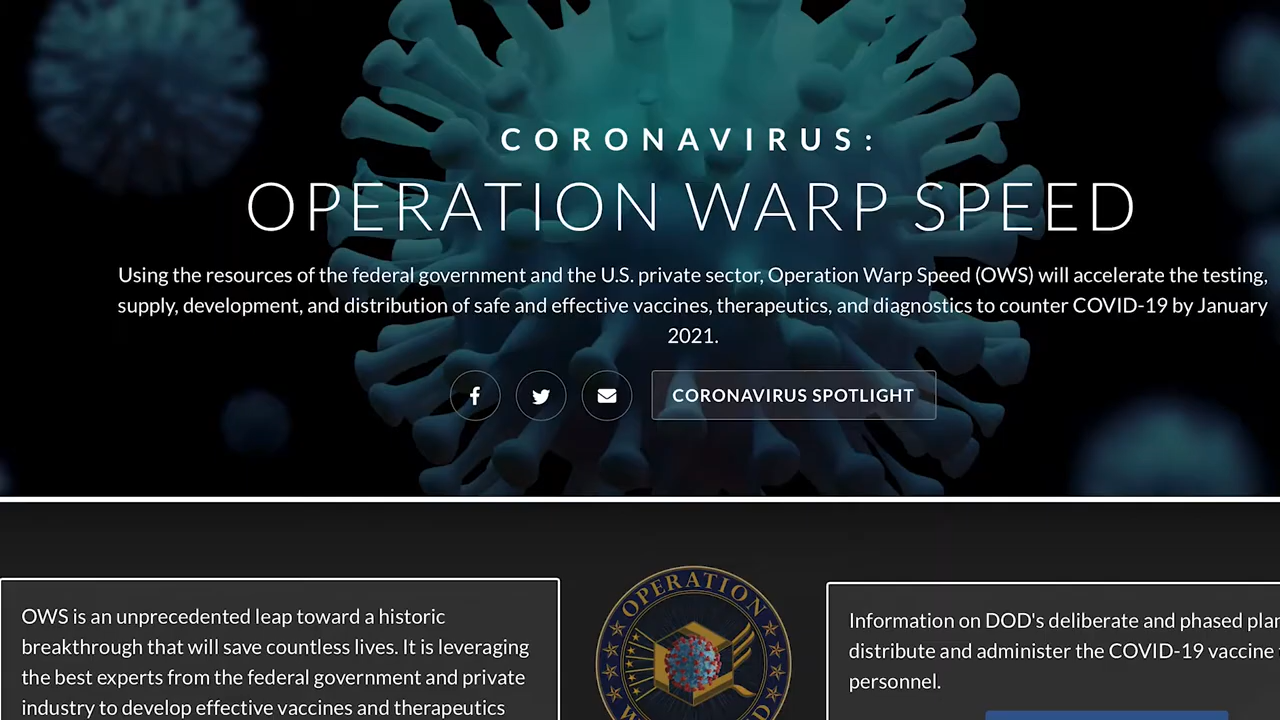 CORONAVIRUS:
OPERATION WARP SPEED
Using the resources of the federal government and the U.S. private sector, Operation Warp Speed (OWS) will accelerate the testing,
supply, development, and distribution of safe and effective vaccines, therapeutics, and diagnostics to counter COVID-19 by January
2021.
CORONAVIRUS SPOTLIGHT
OWS is an unprecedented leap toward a historic
breakthrough that will save countless lives. It is leveraging
the best experts from the federal government and private
industry to develop effective vaccines and therapeutics
OPERATION
Information on DOD's deliberate and phased plan
distribute and administer the COVID-19 vaccine
personnel.